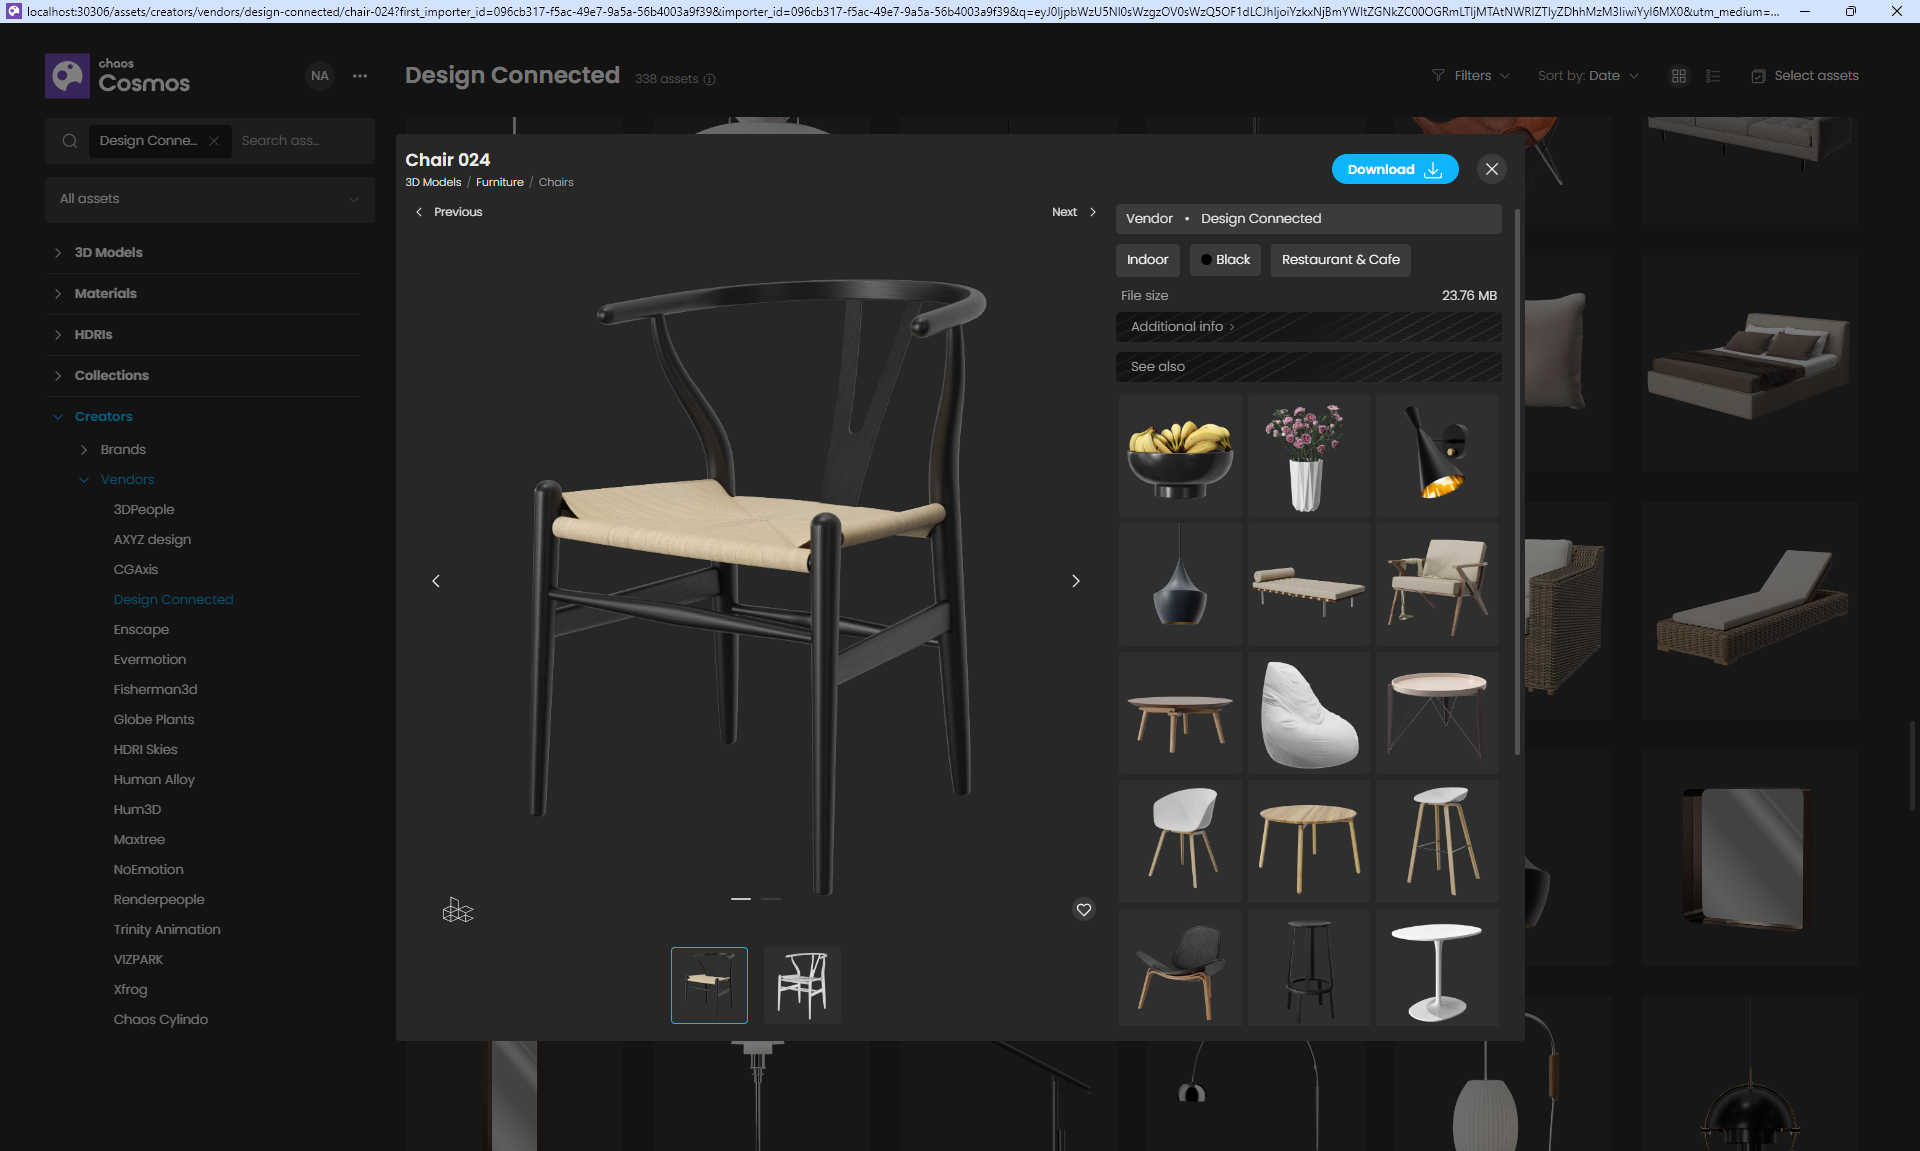 localhost:30306/assets/creators/vendors/design-connected/chair-024?first_importer_id=096cb317-f5ac-49e7-9a5a-56b4003a9f39&importer_id=096cb317-f5ac-49e7-9a5a-56b4003a9f39&q=
chaos
Cosmos
NA
Design Connected
338 assets
Filters
Sort by: Date
Select assets
Design Conne...
Search ass...
All assets
3D Models
Materials
HDRIs
Collections
Creators
Brands
Vendors
3DPeople
AXYZ design
CGAxis
Design Connected
Enscape
Evermotion
Fisherman3d
Globe Plants
HDRI Skies
Human Alloy
Hum3D
Maxtree
NoEmotion
Renderpeople
Trinity Animation
VIZPARK
Xfrog
Chaos Cylindo
Chair 024
3D Models / Furniture / Chairs
Download
Previous
Next
Vendor • Design Connected
Indoor
Black
Restaurant & Cafe
File size
23.76 MB
Additional info
See also